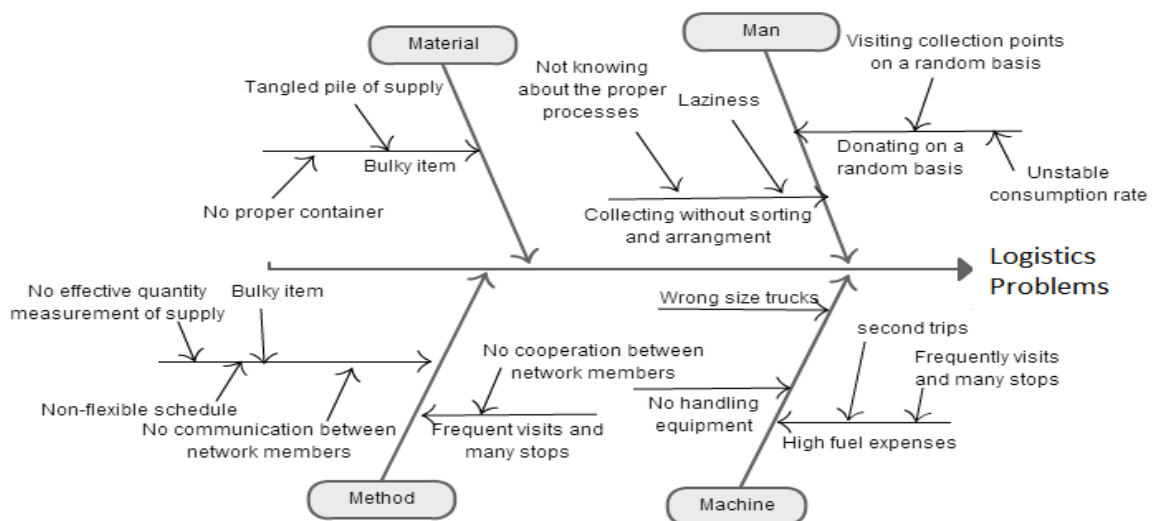 Material
Man
Visiting collection points
on a random basis
Not knowing
about the proper
processes
Tangled pile of supply
Laziness
Bulky item
Donating on a
random basis
Unstable
consumption rate
No proper container
Collecting without sorting
and arrangment
Logistics
Problems
No effective quantity
measurement of supply
Bulky item
Wrong size trucks
second trips
No cooperation between
network members
Frequently visits
and many stops
Non-flexible schedule
No communication between
network members
Frequent visits and
many stops
No handling
equipment
High fuel expenses
Method
Machine